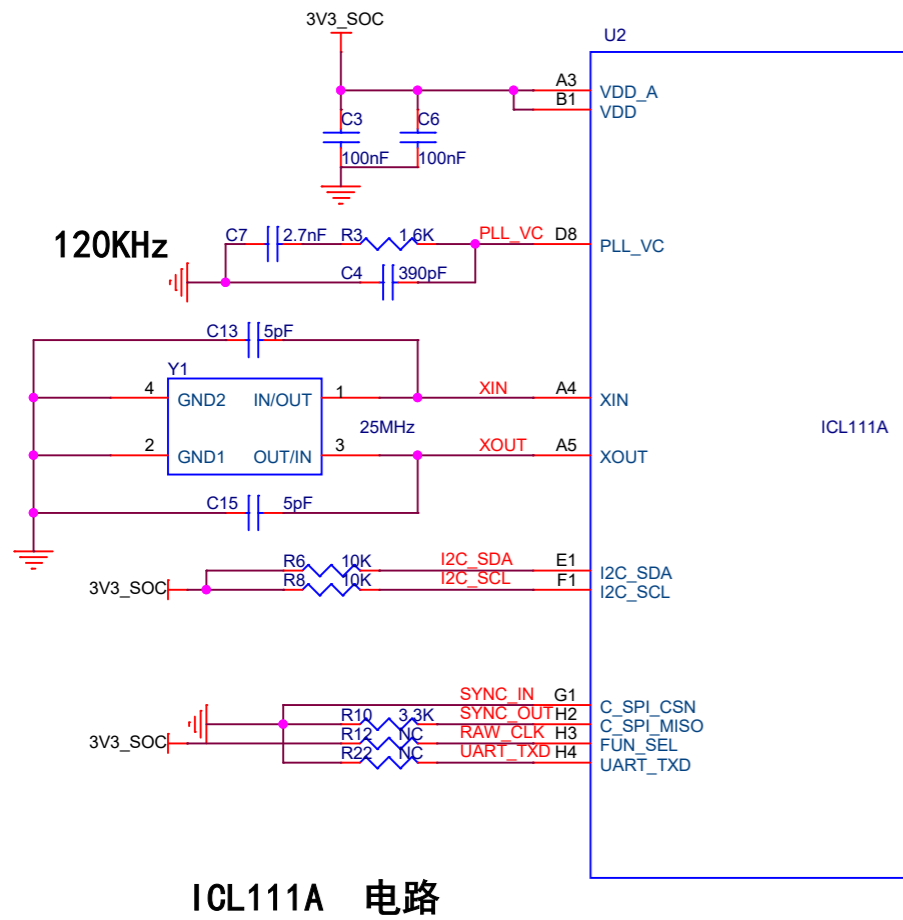 3V3_SOC
U2
A3 VDD_A
B1 VDD
C3 C6
100nF 100nF
120KHz
C7 2.7nF R3 1.6K PLL_VC D8 PLL_VC
C4 390pF
C13 5pF
Y1
4 GND2 IN/OUT 1 XIN A4 XIN
25MHz
ICL111A
2 GND1 OUT/IN 3 XOUT A5 XOUT
C15 5pF
R6 10K I2C_SDA E1 I2C_SDA
3V3_SOC R8 10K I2C_SCL F1 I2C_SCL
SYNC_IN G1 C_SPI_CSN
R10 3.3K SYNC_OUT H2 C_SPI_MISO
3V3_SOC R12 NC RAW_CLK H3 FUN_SEL
R22 NC UART_TXD H4 UART_TXD
ICL111A 电路